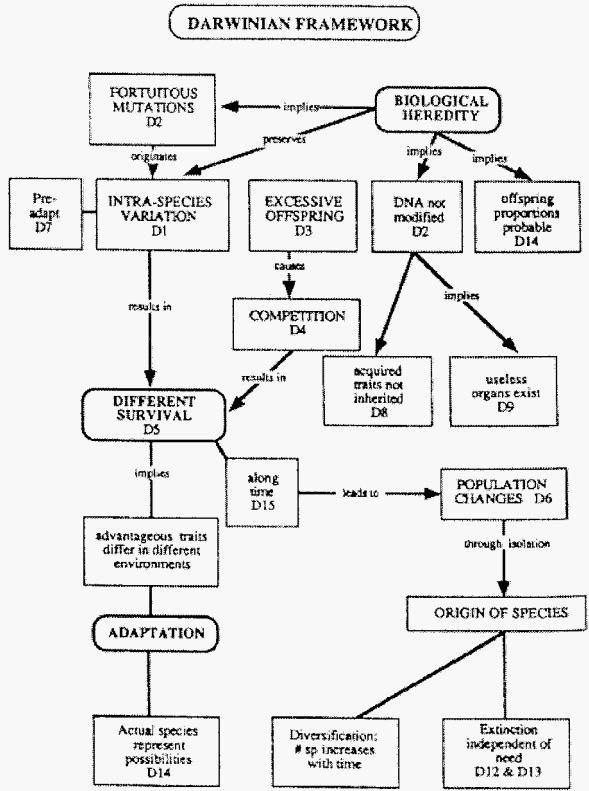 DARWINIAN FRAMEWORK
FORTUITOUS
MUTATIONS
D2
implies
BIOLOGICAL
HEREDITY
originates
preserves
implies
implies
Pre-
adapt
D7
INTRA-SPECIES
VARIATION
D1
EXCESSIVE
OFFSPRING
D3
DNA not
modified
D2
offspring
proportions
probable
D14
causes
results in
COMPETITION
D4
implies
results in
acquired
traits not
inherited
D8
useless
organs exist
D9
DIFFERENT
SURVIVAL
D5
implies
along
time
D15
leads to
POPULATION
CHANGES D6
advantageous traits
differ in different
environments
through isolation
ADAPTATION
ORIGIN OF SPECIES
Actual species
represent
possibilities
D14
Diversification:
# sp increases
with time
Extinction
independent of
need
D12 & D13